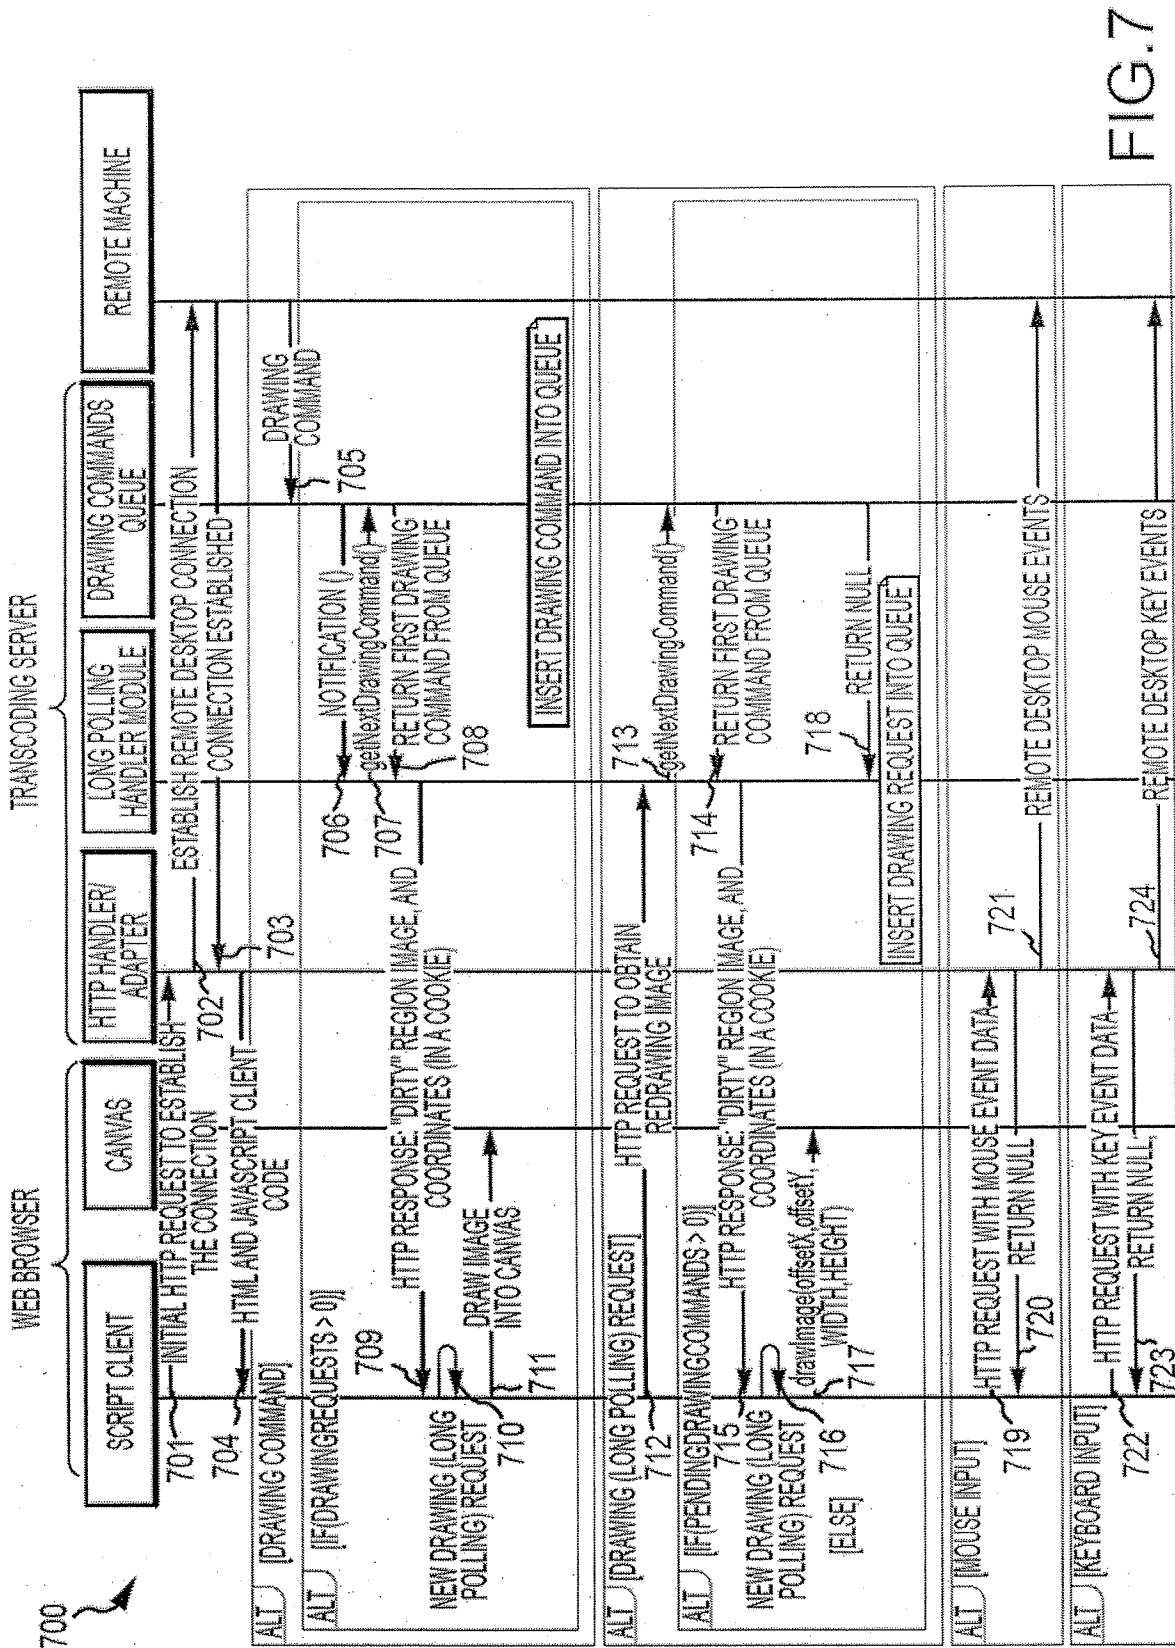 700
WEB BROWSER
TRANSCODING SERVER
SCRIPT CLIENT
CANVAS
HTTP HANDLER/
ADAPTER
LONG POLLING
HANDLER MODULE
DRAWING COMMANDS
QUEUE
REMOTE MACHINE
701
INITIAL HTTP REQUEST TO ESTABLISH
THE CONNECTION
702
ESTABLISH REMOTE DESKTOP CONNECTION
703
CONNECTION ESTABLISHED
704
HTML AND JAVASCRIPT CLIENT
CODE
ALT
[DRAWING COMMAND]
DRAWING
COMMAND
705
ALT
[IF(DRAWINGREQUESTS > 0)]
706
NOTIFICATION ()
707
getNextDrawingCommand()
708
RETURN FIRST DRAWING
COMMAND FROM QUEUE
709
HTTP RESPONSE: "DIRTY" REGION IMAGE, AND
COORDINATES (IN A COOKIE)
NEW DRAWING (LONG
POLLING) REQUEST
710
DRAW IMAGE
INTO CANVAS
711
INSERT DRAWING COMMAND INTO QUEUE
ALT
[DRAWING (LONG POLLING) REQUEST]
712
HTTP REQUEST TO OBTAIN
REDRAWING IMAGE
713
getNextDrawingCommand()
ALT
[IF(PENDINGDRAWINGCOMMANDS > 0)]
714
RETURN FIRST DRAWING
COMMAND FROM QUEUE
715
HTTP RESPONSE: "DIRTY" REGION IMAGE, AND
COORDINATES (IN A COOKIE)
NEW DRAWING (LONG
POLLING) REQUEST
716
drawImage(offsetX,offsetY,
WIDTH,HEIGHT)
717
[ELSE]
718
RETURN NULL
INSERT DRAWING REQUEST INTO QUEUE
ALT
[MOUSE INPUT]
719
HTTP REQUEST WITH MOUSE EVENT DATA
720
RETURN NULL
721
REMOTE DESKTOP MOUSE EVENTS
ALT
[KEYBOARD INPUT]
722
HTTP REQUEST WITH KEY EVENT DATA
723
RETURN NULL,
724
REMOTE DESKTOP KEY EVENTS
FIG.7